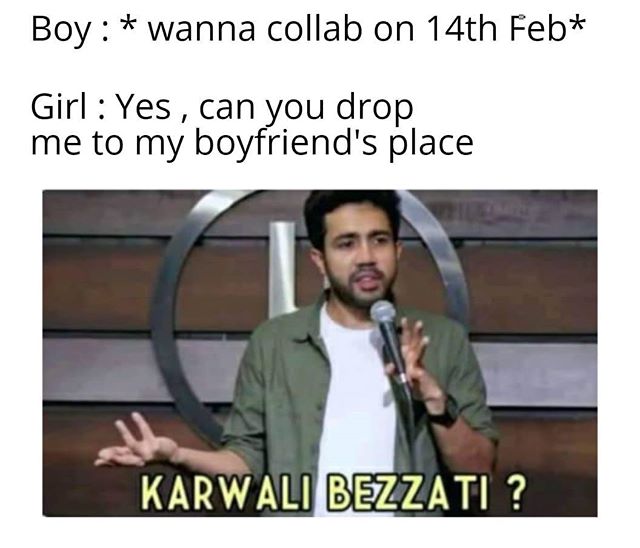 Boy : * wanna collab on 14th Feb*
Girl : Yes , can you drop
me to my boyfriend's place
KARWALI BEZZATI ?